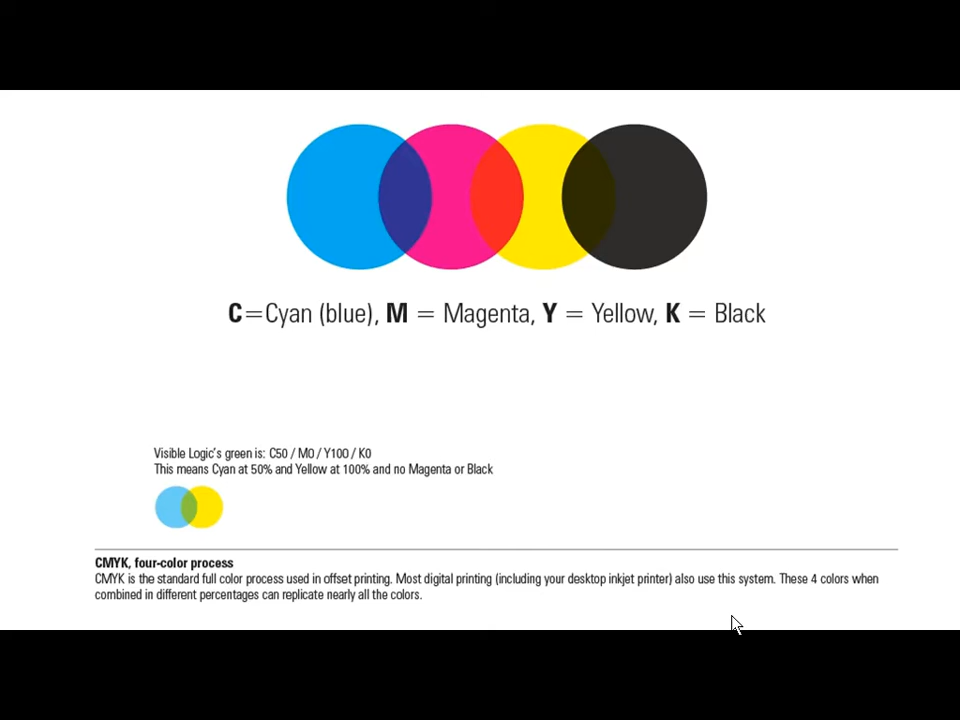 C=Cyan (blue), M = Magenta, Y = Yellow, K = Black
Visible Logic's green is: C50 / M0 / Y100 / K0
This means Cyan at 50% and Yellow at 100% and no Magenta or Black
CMYK, four-color process
CMYK is the standard full color process used in offset printing. Most digital printing (including your desktop inkjet printer) also use this system. These 4 colors when
combined in different percentages can replicate nearly all the colors.